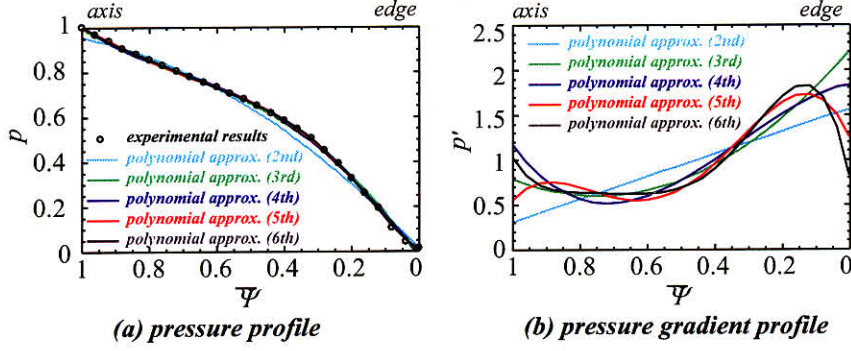 axis edge
1
0.8
0.6
0.4
0.2
0
p
experimental results
polynomial approx. (2nd)
polynomial approx. (3rd)
polynomial approx. (4th)
polynomial approx. (5th)
polynomial approx. (6th)
1 0.8 0.6 0.4 0.2 0
Ψ̅
(a) pressure profile
axis edge
2.5
2
1.5
1
0.5
0
p'
polynomial approx. (2nd)
polynomial approx. (3rd)
polynomial approx. (4th)
polynomial approx. (5th)
polynomial approx. (6th)
1 0.8 0.6 0.4 0.2 0
Ψ̅
(b) pressure gradient profile